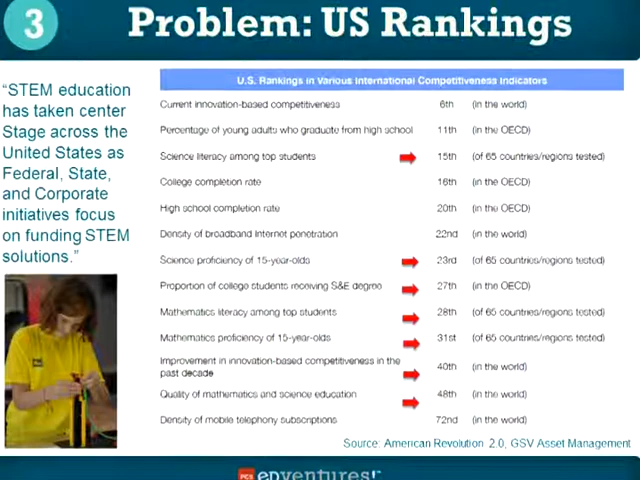 3
Problem: US Rankings
“STEM education
has taken center
Stage across the
United States as
Federal, State,
and Corporate
initiatives focus
on funding STEM
solutions.”
U.S. Rankings in Various International Competitiveness Indicators
Current innovation-based competitiveness 6th (in the world)
Percentage of young adults who graduate from high school 11th (in the OECD)
Science literacy among top students 15th (of 65 countries/regions tested)
College completion rate 16th (in the OECD)
High school completion rate 20th (in the OECD)
Density of broadband Internet penetration 22nd (in the world)
Science proficiency of 15-year-olds 23rd (of 65 countries/regions tested)
Proportion of college students receiving S&E degree 27th (in the OECD)
Mathematics literacy among top students 28th (of 65 countries/regions tested)
Mathematics proficiency of 15-year-olds 31st (of 65 countries/regions tested)
Improvement in innovation-based competitiveness in the
past decade 40th (in the world)
Quality of mathematics and science education 48th (in the world)
Density of mobile telephony subscriptions 72nd (in the world)
Source: American Revolution 2.0, GSV Asset Management
PCS edventures!